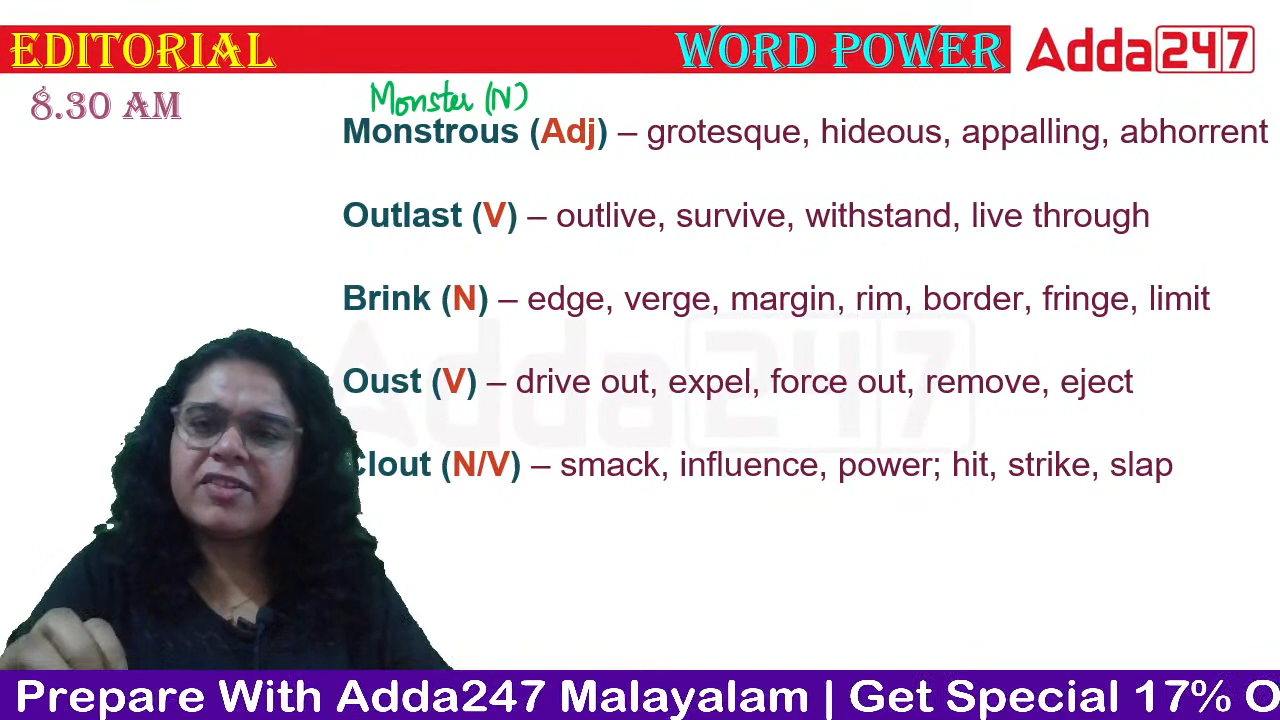 EDITORIAL WORD POWER Adda247
8.30 AM
Monster (N)
Monstrous (Adj) – grotesque, hideous, appalling, abhorrent
Outlast (V) – outlive, survive, withstand, live through
Brink (N) – edge, verge, margin, rim, border, fringe, limit
Adda247
Oust (V) – drive out, expel, force out, remove, eject
Clout (N/V) – smack, influence, power; hit, strike, slap
Prepare With Adda247 Malayalam | Get Special 17% O